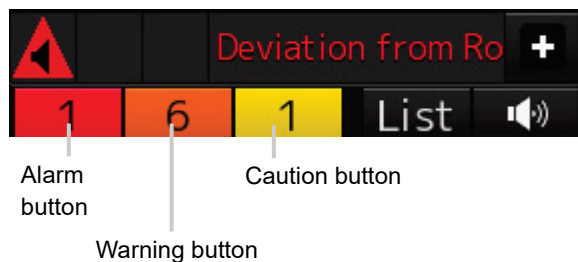 Deviation from Ro +
1 6 1 List
Alarm button
Caution button
Warning button